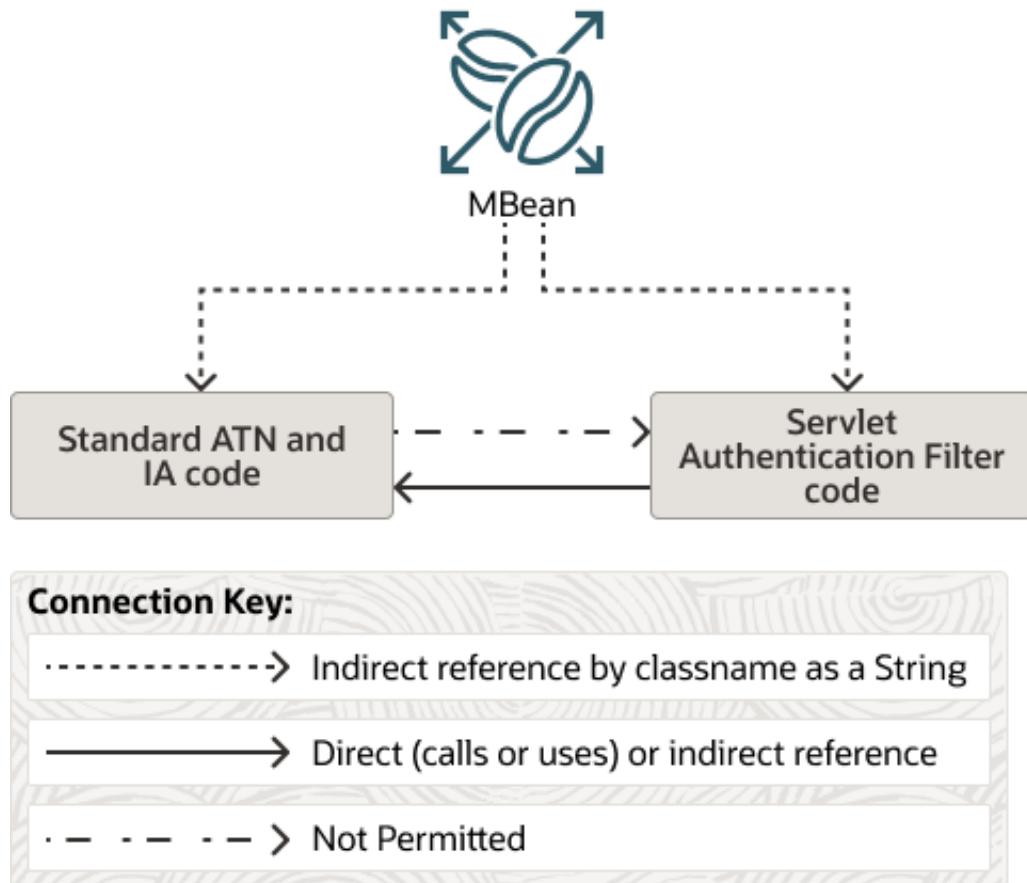 MBean
Standard ATN and
IA code
Servlet
Authentication Filter
code
Connection Key:
Indirect reference by classname as a String
Direct (calls or uses) or indirect reference
Not Permitted